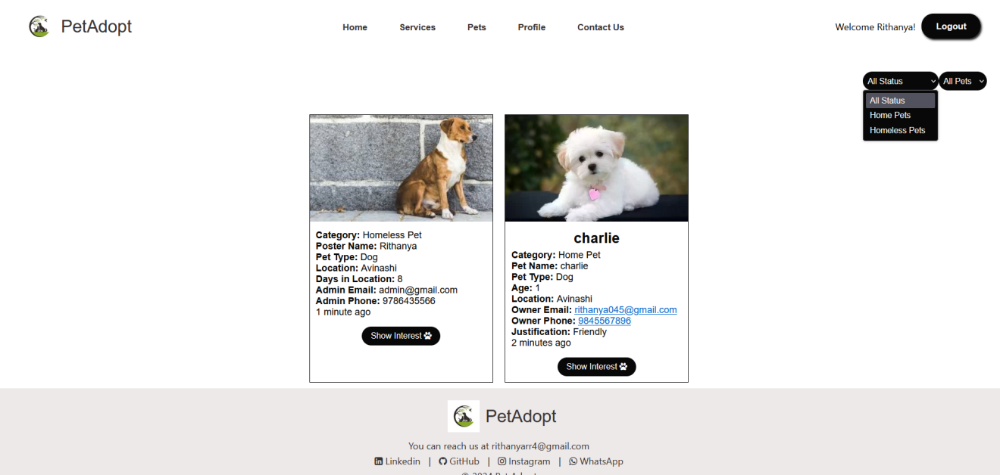 PetAdopt
Home Services Pets Profile Contact Us
Welcome Rithanya! Logout
All Status All Pets
All Status
Home Pets
Homeless Pets
Category: Homeless Pet
Poster Name: Rithanya
Pet Type: Dog
Location: Avinashi
Days in Location: 8
Admin Email: admin@gmail.com
Admin Phone: 9786435566
1 minute ago
Show Interest
charlie
Category: Home Pet
Pet Name: charlie
Pet Type: Dog
Age: 1
Location: Avinashi
Owner Email: rithanya045@gmail.com
Owner Phone: 9845567896
Justification: Friendly
2 minutes ago
Show Interest
PetAdopt
You can reach us at rithanyarr4@gmail.com
Linkedin | GitHub | Instagram | WhatsApp